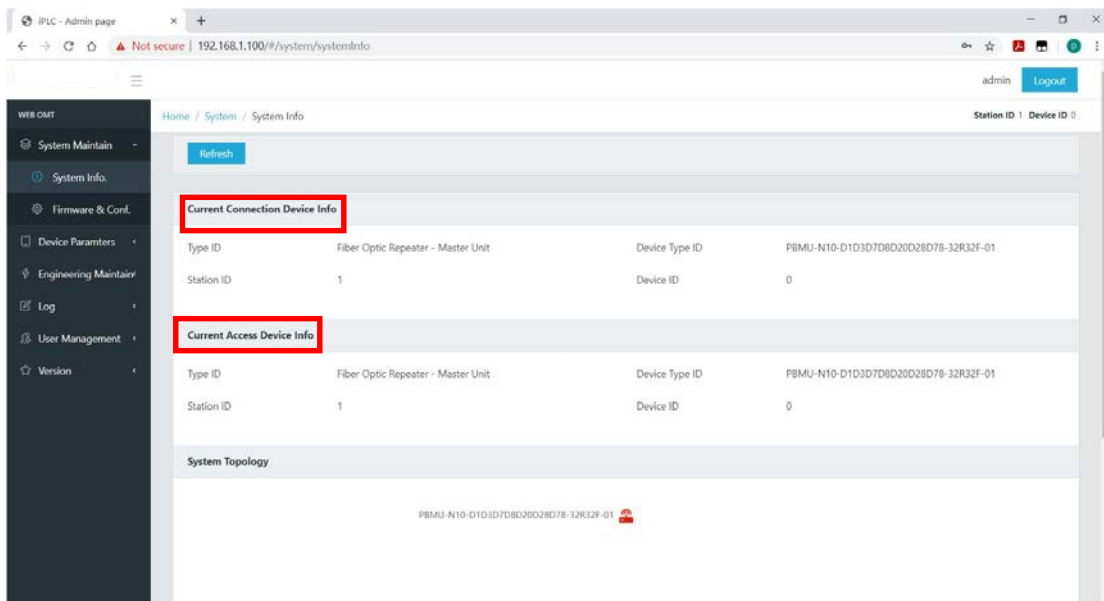 iPLC - Admin page
Not secure | 192.168.1.100/#/system/systemInfo
admin Logout
WEB OMT
Home / System / System Info
Station ID 1 Device ID 0
System Maintain
System Info.
Firmware & Conf.
Device Paramters
Engineering Maintain
Log
User Management
Version
Refresh
Current Connection Device Info
Type ID Fiber Optic Repeater - Master Unit Device Type ID PBMU-N10-D1D3D7D8D20D28D78-32R32F-01
Station ID 1 Device ID 0
Current Access Device Info
Type ID Fiber Optic Repeater - Master Unit Device Type ID PBMU-N10-D1D3D7D8D20D28D78-32R32F-01
Station ID 1 Device ID 0
System Topology
PBMU-N10-D1D3D7D8D20D28D78-32R32F-01